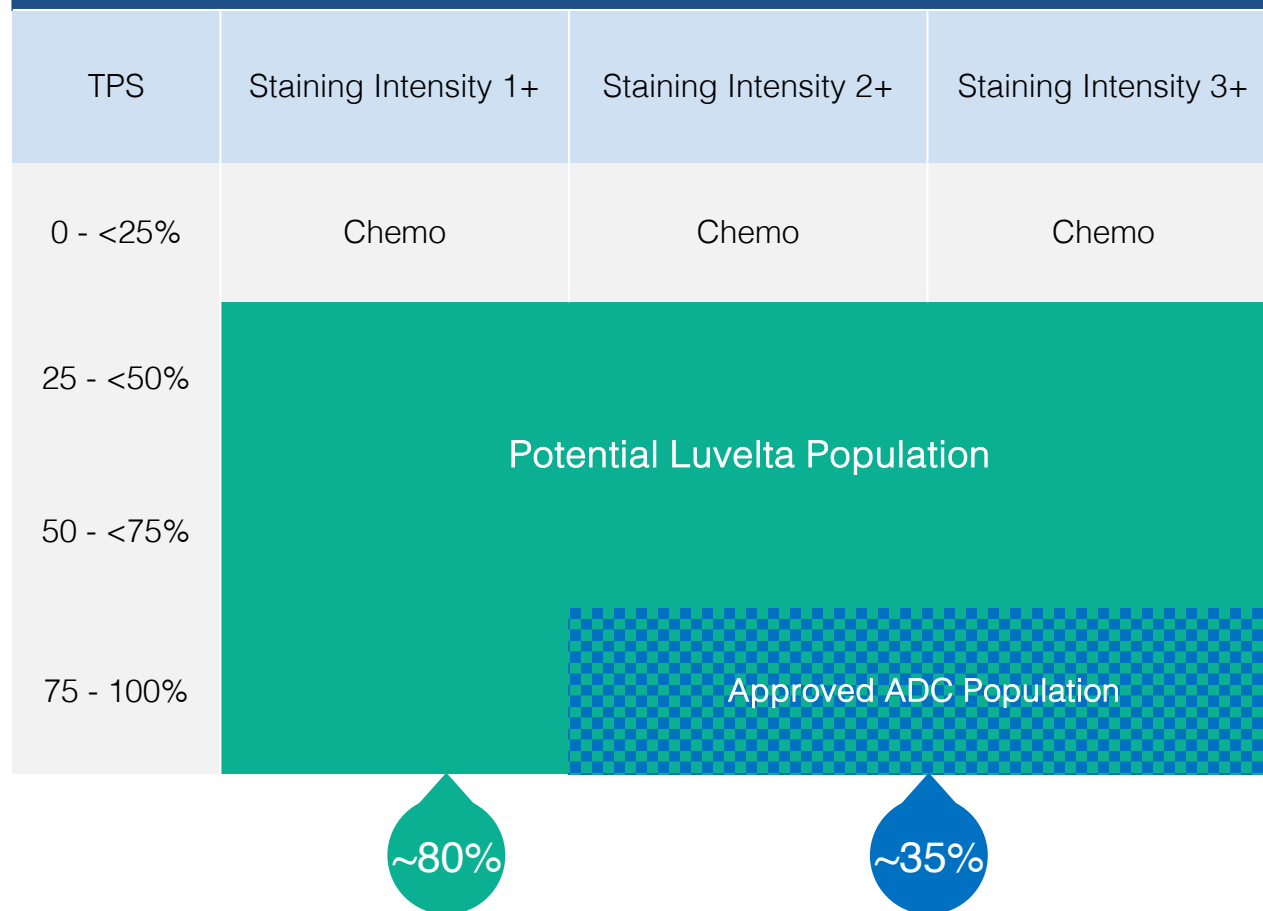 TPS Staining Intensity 1+ Staining Intensity 2+ Staining Intensity 3+
0 - <25% Chemo Chemo Chemo
25 - <50%
Potential Luvelta Population
50 - <75%
75 - 100% Approved ADC Population
~80% ~35%